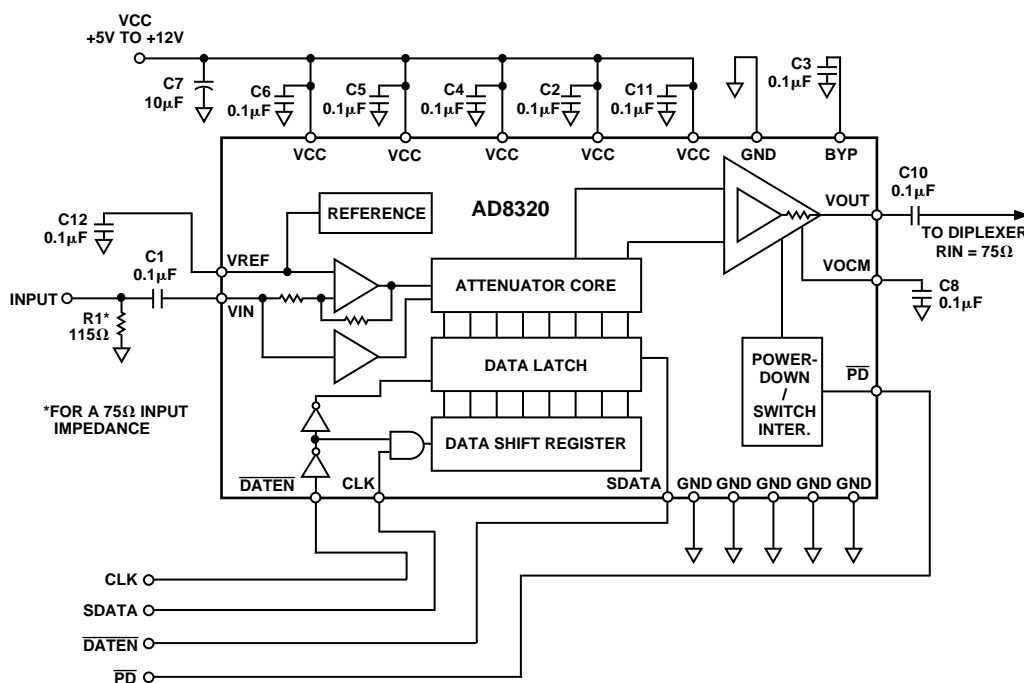 VCC
+5V TO +12V
C7
10µF
C6
0.1µF
C5
0.1µF
C4
0.1µF
C2
0.1µF
C11
0.1µF
C3
0.1µF
VCC
VCC
VCC
VCC
VCC
GND
BYP
C12
0.1µF
REFERENCE
AD8320
VOUT
C10
0.1µF
TO DIPLEXER
RIN = 75Ω
C1
0.1µF
VREF
INPUT
VIN
R1*
115Ω
ATTENUATOR CORE
VOCM
C8
0.1µF
DATA LATCH
POWER-
DOWN
/
SWITCH
INTER.
PD
*FOR A 75Ω INPUT
IMPEDANCE
DATA SHIFT REGISTER
DATEN
CLK
SDATA
GND GND GND GND GND
CLK
SDATA
DATEN
PD